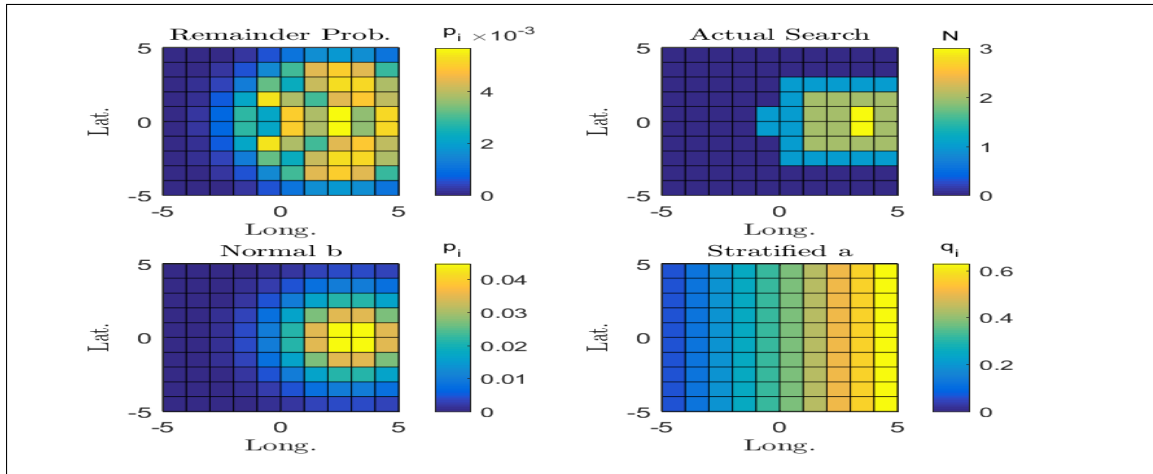 Remainder Prob.
p_i ×10^-3
5
0
-5
Lat.
-5
0
5
Long.
4
2
0
Actual Search
N
5
0
-5
Lat.
-5
0
5
Long.
3
2
1
0
Normal b
p_i
5
0
-5
Lat.
-5
0
5
Long.
0.04
0.03
0.02
0.01
0
Stratified a
q_i
5
0
-5
Lat.
-5
0
5
Long.
0.6
0.4
0.2
0